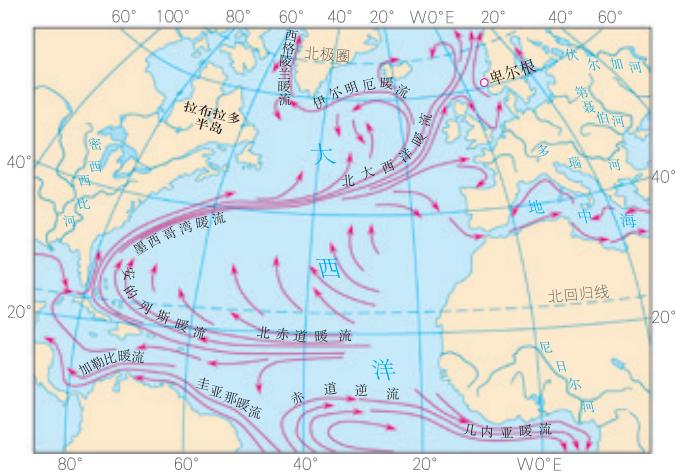 60° 100° 80° 60° 40° 20° W0°E 20° 40° 60°
西格陵兰暖流
北极圈
伊尔明厄暖流
卑尔根
伏尔加河
第聂伯河
多瑙河
拉布拉多
半岛
密西西比河
大
北大西洋暖流
40°
40°
地中海
墨西哥湾暖流
西
安的列斯暖流
北回归线
20°
20°
北赤道暖流
加勒比暖流
洋
尼日尔河
圭亚那暖流
赤道逆流
几内亚暖流
80° 60° 40° 20° W0°E